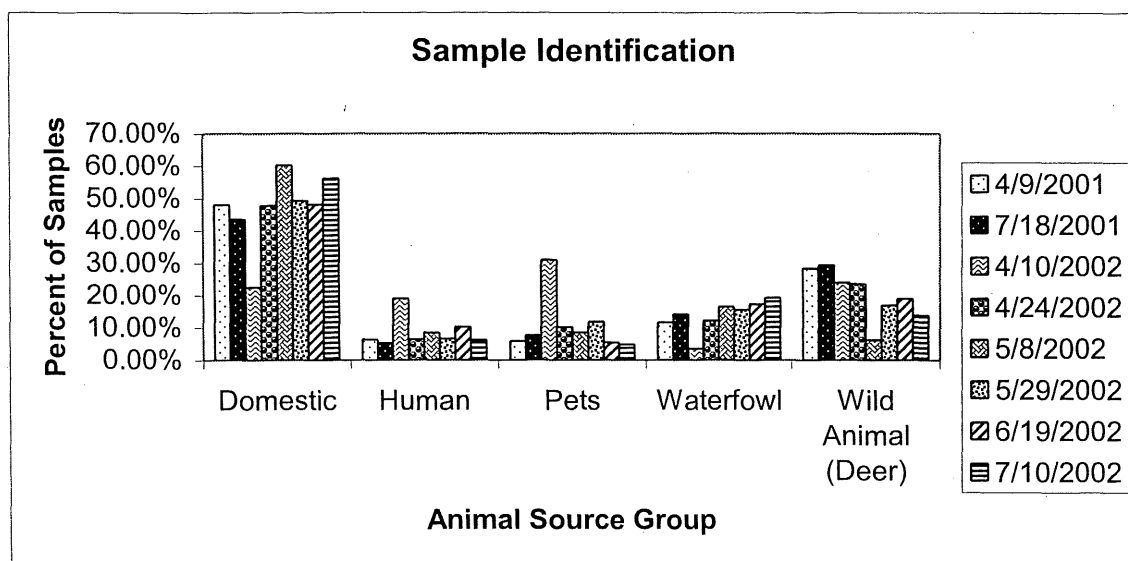 Sample Identification
Percent of Samples
70.00%
60.00%
50.00%
40.00%
30.00%
20.00%
10.00%
0.00%
Domestic
Human
Pets
Waterfowl
Wild
Animal
(Deer)
Animal Source Group
4/9/2001
7/18/2001
4/10/2002
4/24/2002
5/8/2002
5/29/2002
6/19/2002
7/10/2002